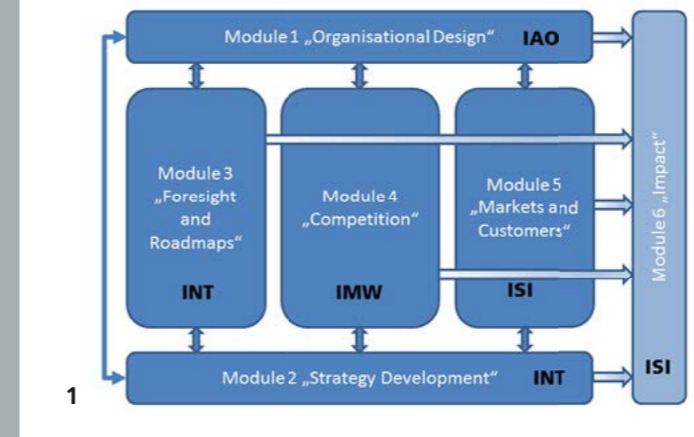 Module 1 „Organisational Design“ IAO
Module 3
„Foresight
and
Roadmaps“
INT
Module 4
„Competition“
IMW
Module 5
„Markets and
Customers“
ISI
Module 6 „Impact“
ISI
Module 2 „Strategy Development“ INT
1